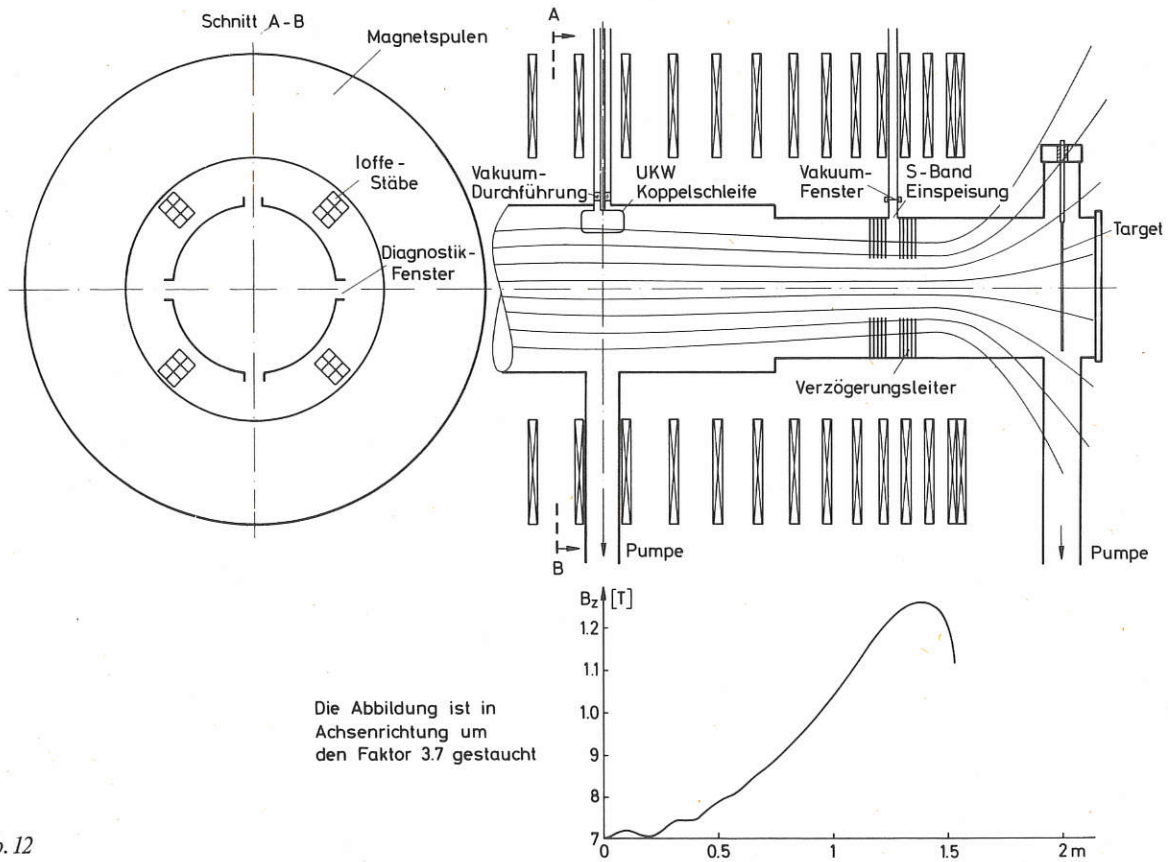 Schnitt A-B
Magnetspulen
Ioffe-
Stäbe
Diagnostik-
Fenster
A
Vakuum-
Durchführung
UKW
Koppelschleife
Vakuum-
Fenster
S-Band
Einspeisung
Target
Verzögerungsleiter
B
Pumpe
Pumpe
Bz [T]
1.2
1.1
1.0
9
8
7
0
0.5
1
1.5
2 m
Die Abbildung ist in
Achsenrichtung um
den Faktor 3.7 gestaucht
.12